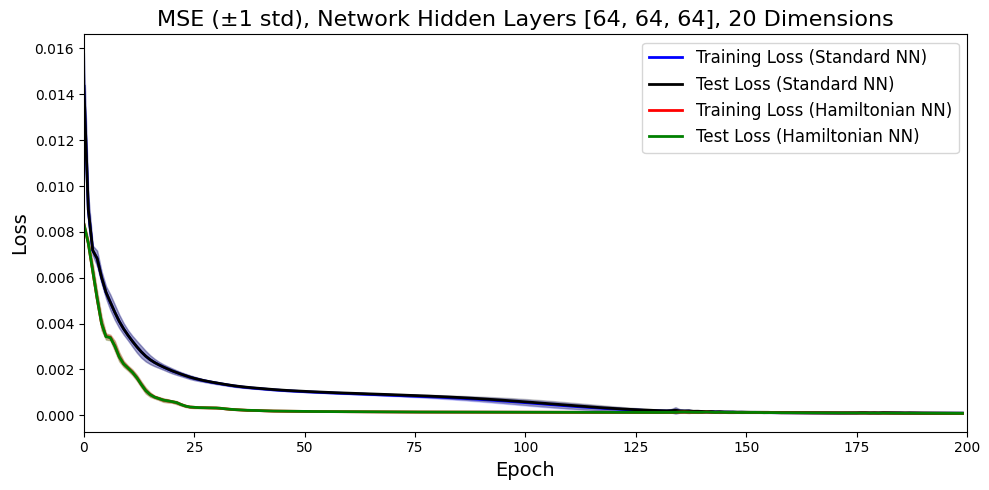 MSE (±1 std), Network Hidden Layers [64, 64, 64], 20 Dimensions
Training Loss (Standard NN)
Test Loss (Standard NN)
Training Loss (Hamiltonian NN)
Test Loss (Hamiltonian NN)
Loss
0.016
0.014
0.012
0.010
0.008
0.006
0.004
0.002
0.000
0 25 50 75 100 125 150 175 200
Epoch